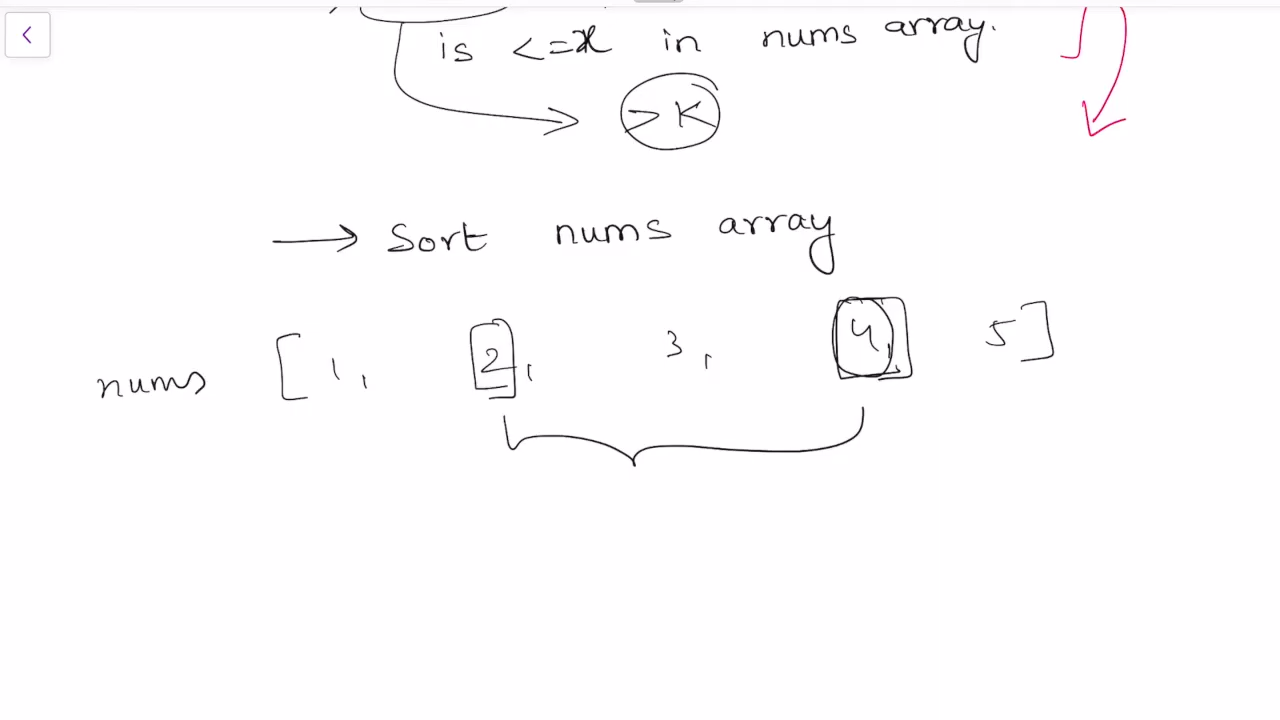 is <=x in nums array.
>K
→ Sort nums array
nums [1, 2, 3, 4, 5]